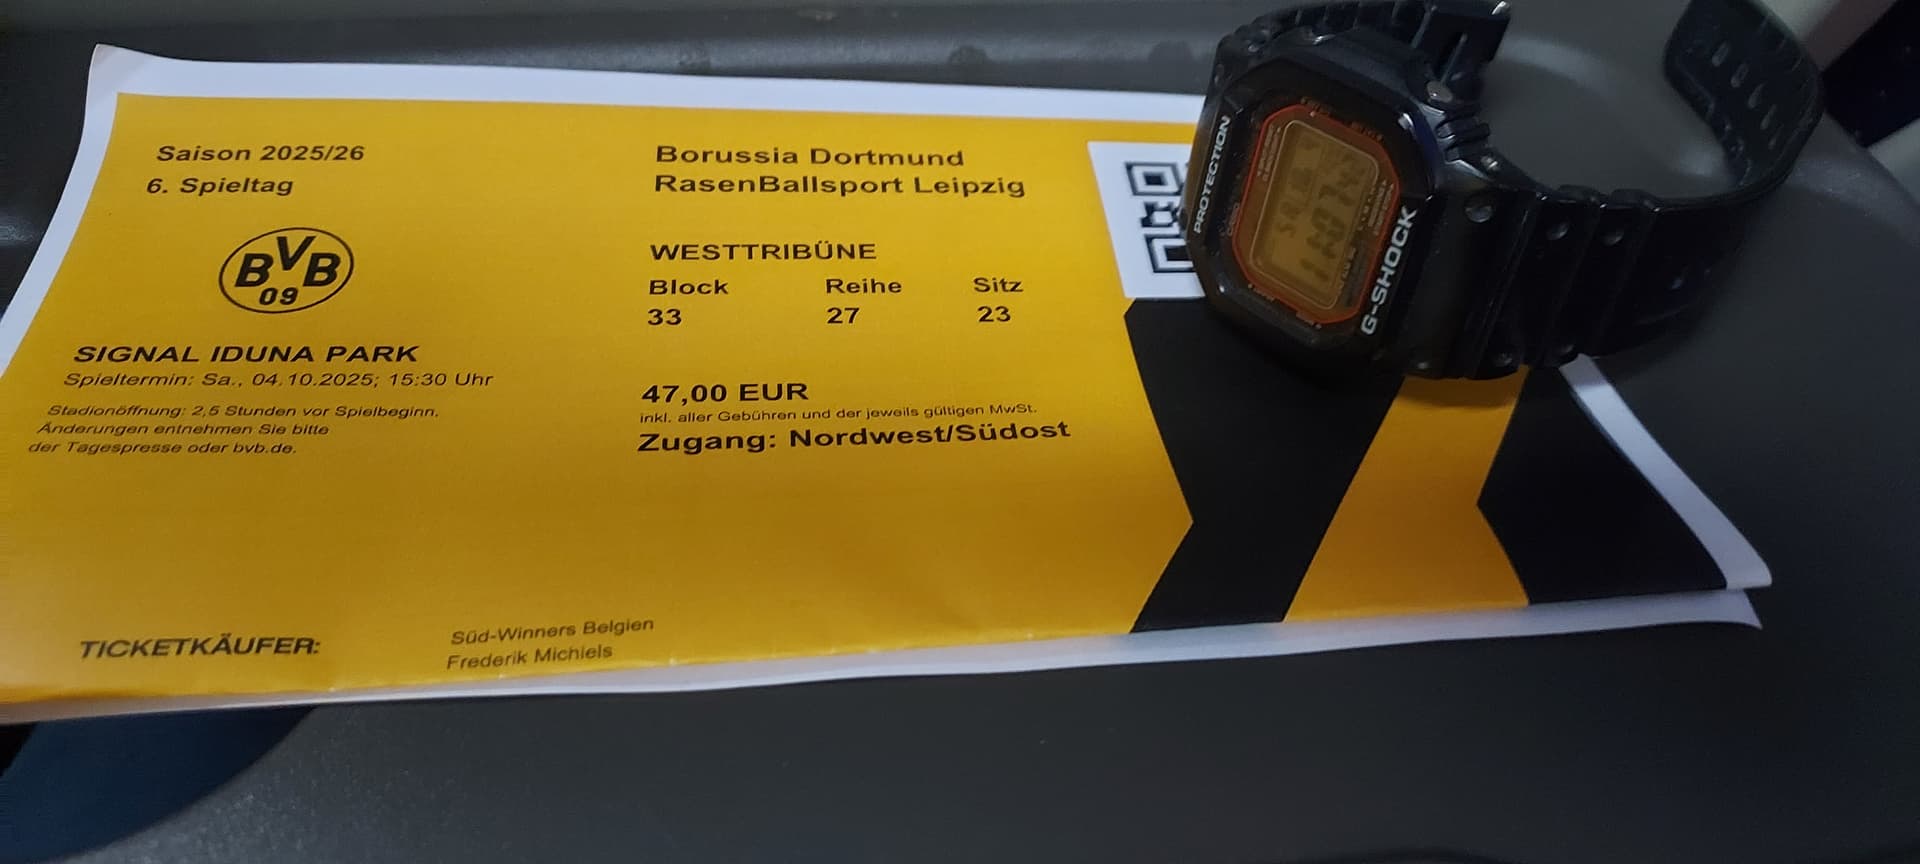 Saison 2025/26
6. Spieltag
BVB
09
SIGNAL IDUNA PARK
Spieltermin: Sa., 04.10.2025; 15:30 Uhr
Stadionöffnung: 2,5 Stunden vor Spielbeginn.
Änderungen entnehmen Sie bitte
der Tagespresse oder bvb.de.
Borussia Dortmund
RasenBallsport Leipzig
WESTTRIBÜNE
Block Reihe Sitz
33 27 23
47,00 EUR
inkl. aller Gebühren und der jeweils gültigen MwSt.
Zugang: Nordwest/Südost
TICKETKÄUFER:
Süd-Winners Belgien
Frederik Michiels
PROTECTION
CASIO
G-SHOCK